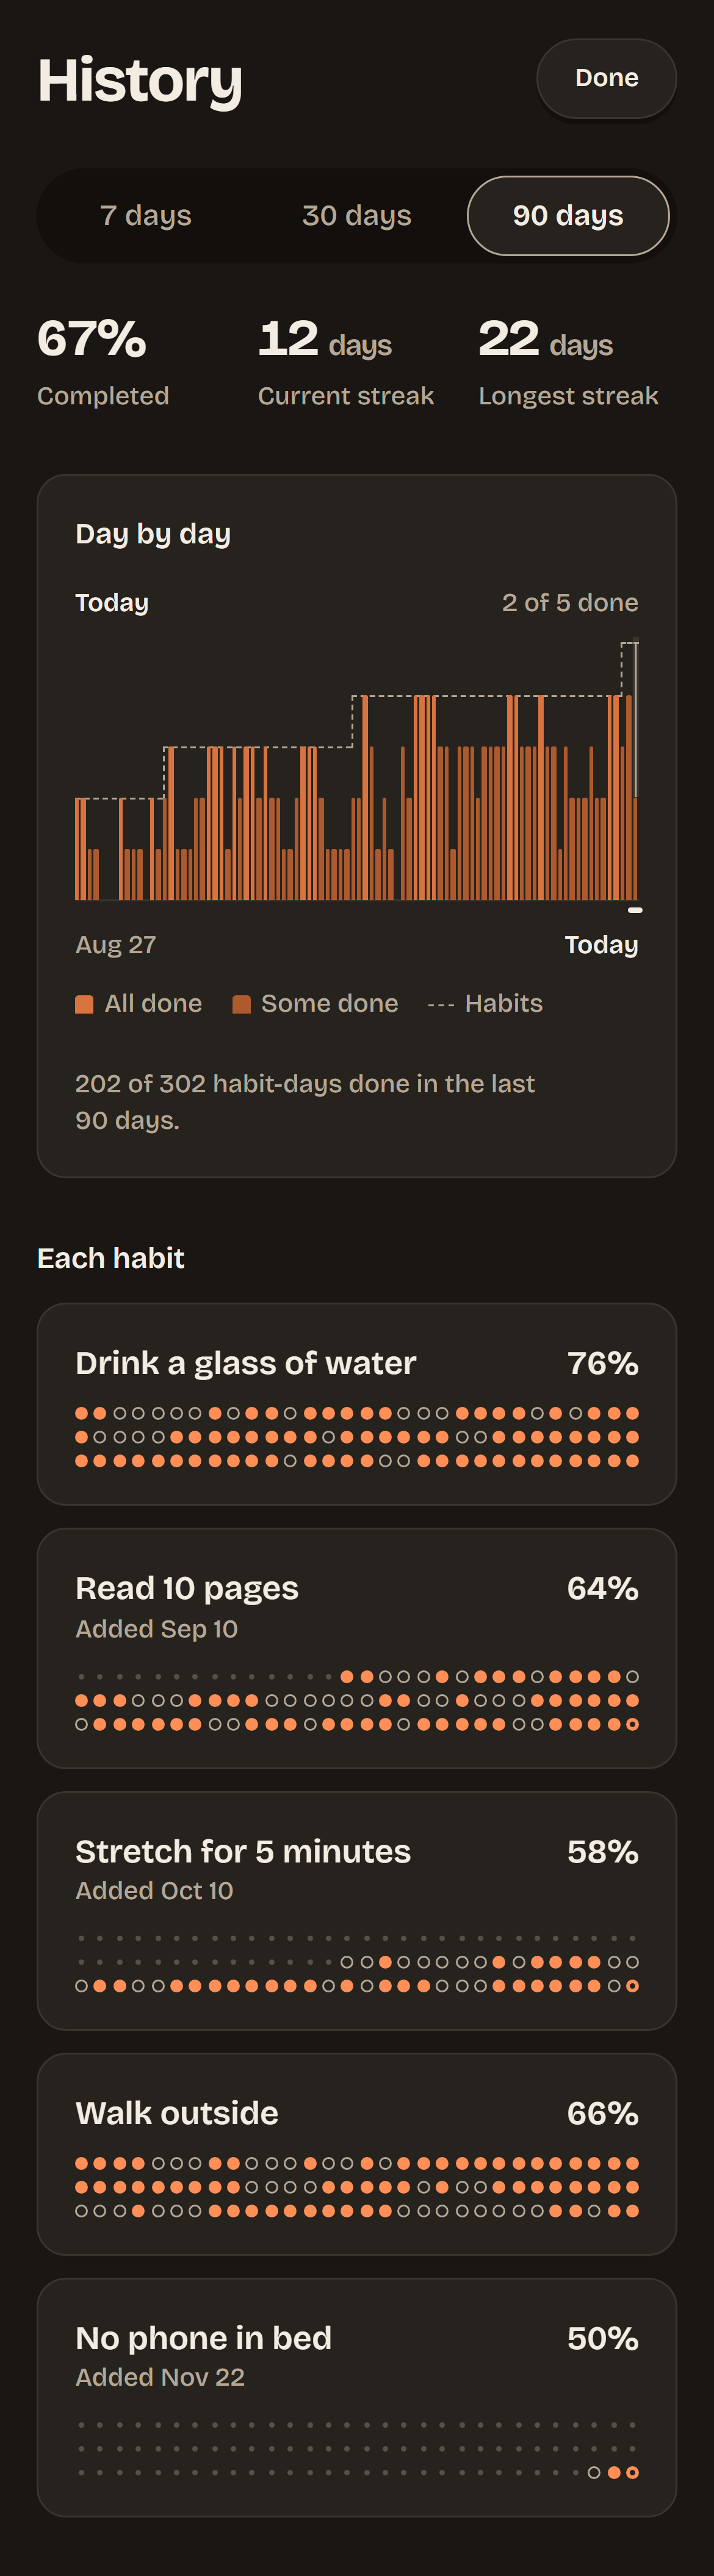 History
Done
7 days
30 days
90 days
67%
12 days
22 days
Completed
Current streak
Longest streak
Day by day
Today
2 of 5 done
Aug 27
Today
All done
Some done
Habits
202 of 302 habit-days done in the last
90 days.
Each habit
Drink a glass of water
76%
Read 10 pages
64%
Added Sep 10
Stretch for 5 minutes
58%
Added Oct 10
Walk outside
66%
No phone in bed
50%
Added Nov 22